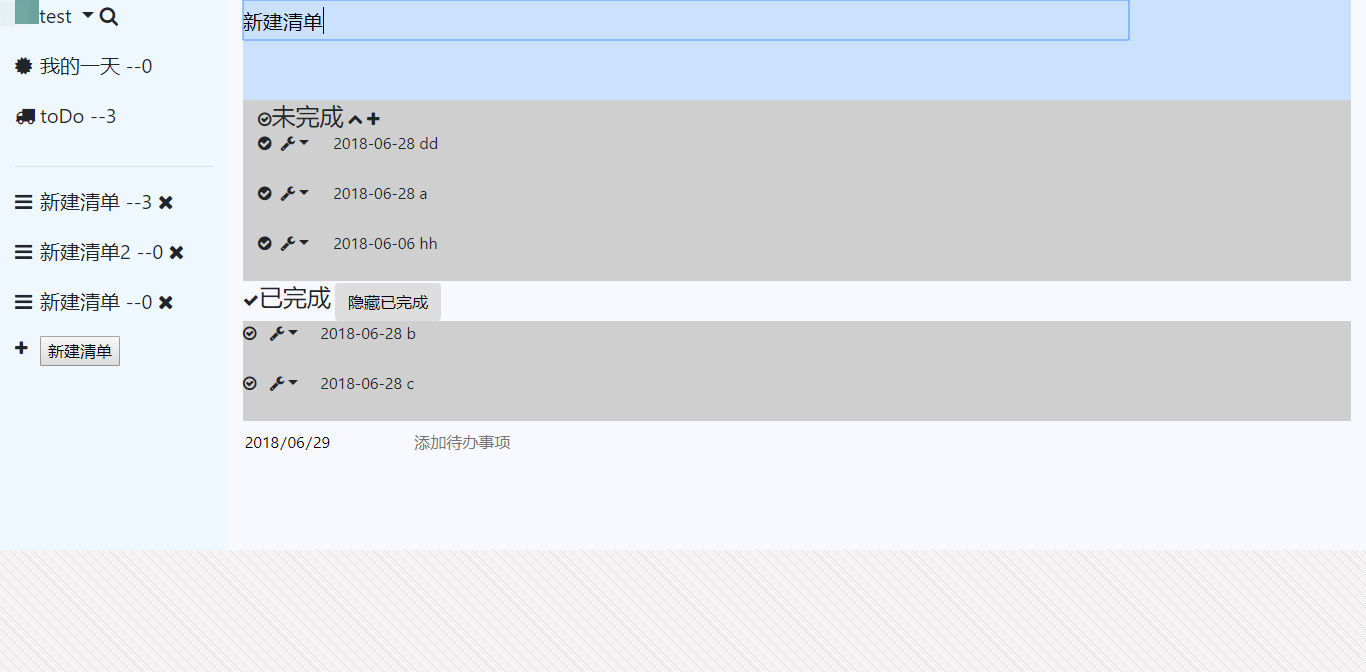 test
我的一天 --0
toDo --3
新建清单 --3
新建清单2 --0
新建清单 --0
新建清单
新建清单
未完成
2018-06-28 dd
2018-06-28 a
2018-06-06 hh
已完成 隐藏已完成
2018-06-28 b
2018-06-28 c
2018/06/29 添加待办事项